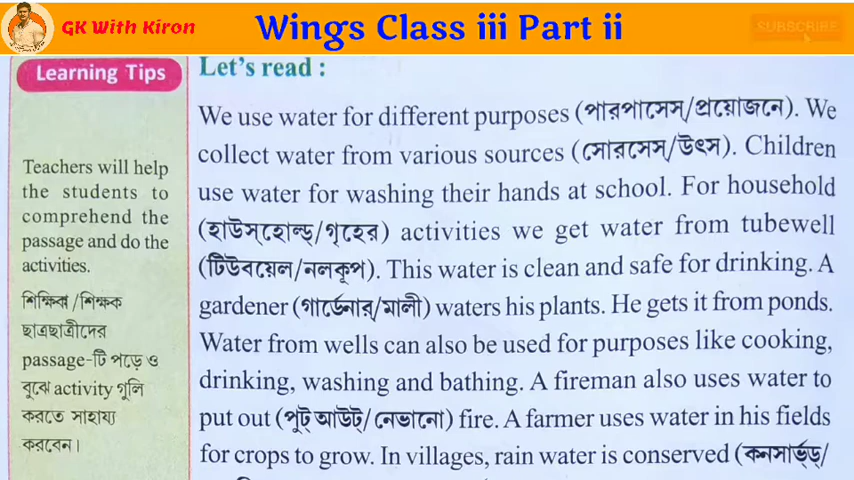 GK With Kiron
Wings Class iii Part ii
SUBSCRIBE
Learning Tips
Teachers will help
the students to
comprehend the
passage and do the
activities.
শিক্ষিকা/শিক্ষক
ছাত্রছাত্রীদের
passage-টি পড়ে ও
বুঝে activity গুলি
করতে সাহায্য
করবেন।
Let's read :
We use water for different purposes (পারপাসেস্/প্রয়োজনে). We
collect water from various sources (সোরসেস্/উৎস). Children
use water for washing their hands at school. For household
(হাউস্হোল্ড/গৃহের) activities we get water from tubewell
(টিউবয়েল/নলকূপ). This water is clean and safe for drinking. A
gardener (গার্ডেনার্/মালী) waters his plants. He gets it from ponds.
Water from wells can also be used for purposes like cooking,
drinking, washing and bathing. A fireman also uses water to
put out (পুট্ আউট্/নেভানো) fire. A farmer uses water in his fields
for crops to grow. In villages, rain water is conserved (কনসার্ভ্ড্/